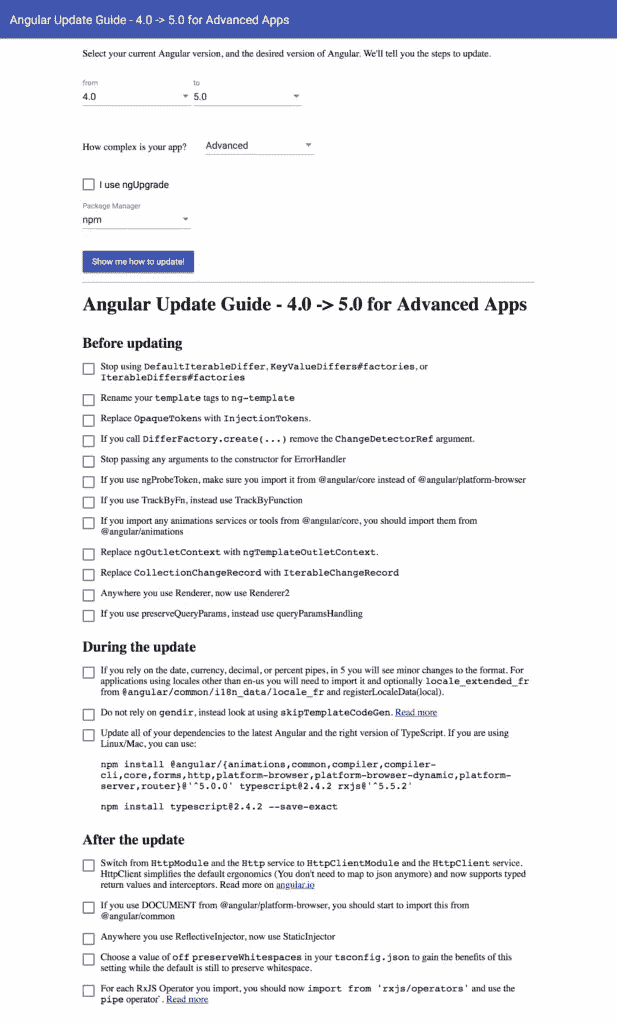 Angular Update Guide - 4.0 -> 5.0 for Advanced Apps
Select your current Angular version, and the desired version of Angular. We'll tell you the steps to update.
from to
4.0 5.0
How complex is your app? Advanced
I use ngUpgrade
Package Manager
npm
Show me how to update!
Angular Update Guide - 4.0 -> 5.0 for Advanced Apps
Before updating
Stop using DefaultIterableDiffer, KeyValueDiffers#factories, or
IterableDiffers#factories
Rename your template tags to ng-template
Replace OpaqueTokens with InjectionTokens.
If you call DifferFactory.create(...) remove the ChangeDetectorRef argument.
Stop passing any arguments to the constructor for ErrorHandler
If you use ngProbeToken, make sure you import it from @angular/core instead of @angular/platform-browser
If you use TrackByFn, instead use TrackByFunction
If you import any animations services or tools from @angular/core, you should import them from
@angular/animations
Replace ngOutletContext with ngTemplateOutletContext.
Replace CollectionChangeRecord with IterableChangeRecord
Anywhere you use Renderer, now use Renderer2
If you use preserveQueryParams, instead use queryParamsHandling
During the update
If you rely on the date, currency, decimal, or percent pipes, in 5 you will see minor changes to the format. For
applications using locales other than en-us you will need to import it and optionally locale_extended_fr
from @angular/common/i18n_data/locale_fr and registerLocaleData(local).
Do not rely on gendir, instead look at using skipTemplateCodeGen. Read more
Update all of your dependencies to the latest Angular and the right version of TypeScript. If you are using
Linux/Mac, you can use:
npm install @angular/{animations,common,compiler,compiler-
cli,core,forms,http,platform-browser,platform-browser-dynamic,platform-
server,router}@'^5.0.0' typescript@2.4.2 rxjs@'^5.5.2'
npm install typescript@2.4.2 --save-exact
After the update
Switch from HttpModule and the Http service to HttpClientModule and the HttpClient service.
HttpClient simplifies the default ergonomics (You don't need to map to json anymore) and now supports typed
return values and interceptors. Read more on angular.io
If you use DOCUMENT from @angular/platform-browser, you should start to import this from
@angular/common
Anywhere you use ReflectiveInjector, now use StaticInjector
Choose a value of off preserveWhitespaces in your tsconfig.json to gain the benefits of this
setting while the default is still to preserve whitespace.
For each RxJS Operator you import, you should now import from 'rxjs/operators' and use the
pipe operator`. Read more